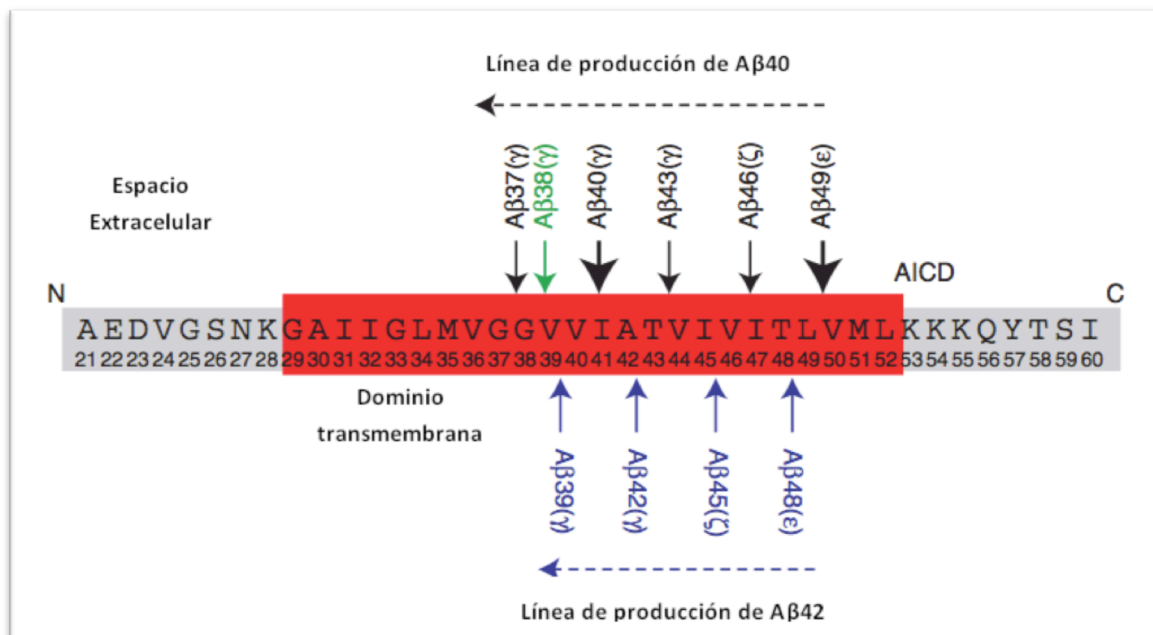 Línea de producción de Aβ40
Espacio
Extracelular
Aβ37(γ)
Aβ38(γ)
Aβ40(γ)
Aβ43(γ)
Aβ46(ζ)
Aβ49(ε)
AICD
N
C
AEDVGSNKGAIIGLMVGGVVIATVIVITLVMLKKKQYTSI
21 22 23 24 25 26 27 28 29 30 31 32 33 34 35 36 37 38 39 40 41 42 43 44 45 46 47 48 49 50 51 52 53 54 55 56 57 58 59 60
Dominio
transmembrana
Aβ39(γ)
Aβ42(γ)
Aβ45(ζ)
Aβ48(ε)
Línea de producción de Aβ42